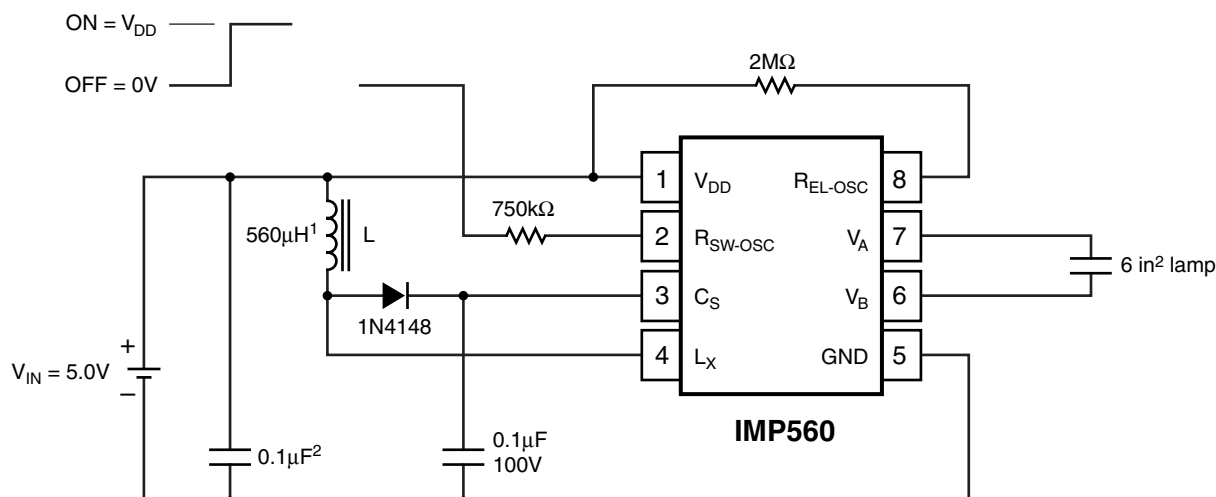 ON = V_DD
OFF = 0V
2MΩ
1 V_DD
R_EL-OSC 8
560μH¹ L
750kΩ
2 R_SW-OSC
V_A 7
6 in² lamp
3 C_S
V_B 6
1N4148
4 L_X
GND 5
+
V_IN = 5.0V
–
IMP560
0.1μF²
0.1μF
100V